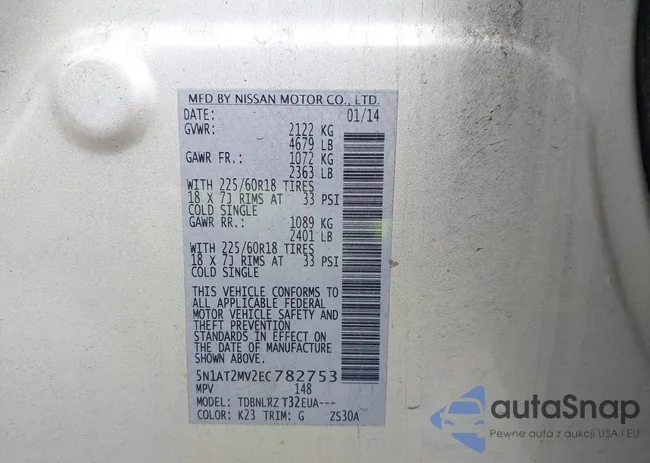 MFD BY NISSAN MOTOR CO., LTD.
DATE: 01/14
GVWR: 2122 KG
4679 LB
GAWR FR.: 1072 KG
2363 LB
WITH 225/60R18 TIRES
18 X 7J RIMS AT 33 PSI
COLD SINGLE
GAWR RR.: 1089 KG
2401 LB
WITH 225/60R18 TIRES
18 X 7J RIMS AT 33 PSI
COLD SINGLE
THIS VEHICLE CONFORMS TO
ALL APPLICABLE FEDERAL
MOTOR VEHICLE SAFETY AND
THEFT PREVENTION
STANDARDS IN EFFECT ON
THE DATE OF MANUFACTURE
SHOWN ABOVE.
5N1AT2MV2EC782753
MPV 148
MODEL: TDBNLRZ T32EUA---
COLOR: K23 TRIM: G ZS30A
autoSnap
Pewne auta z aukcji USA i EU